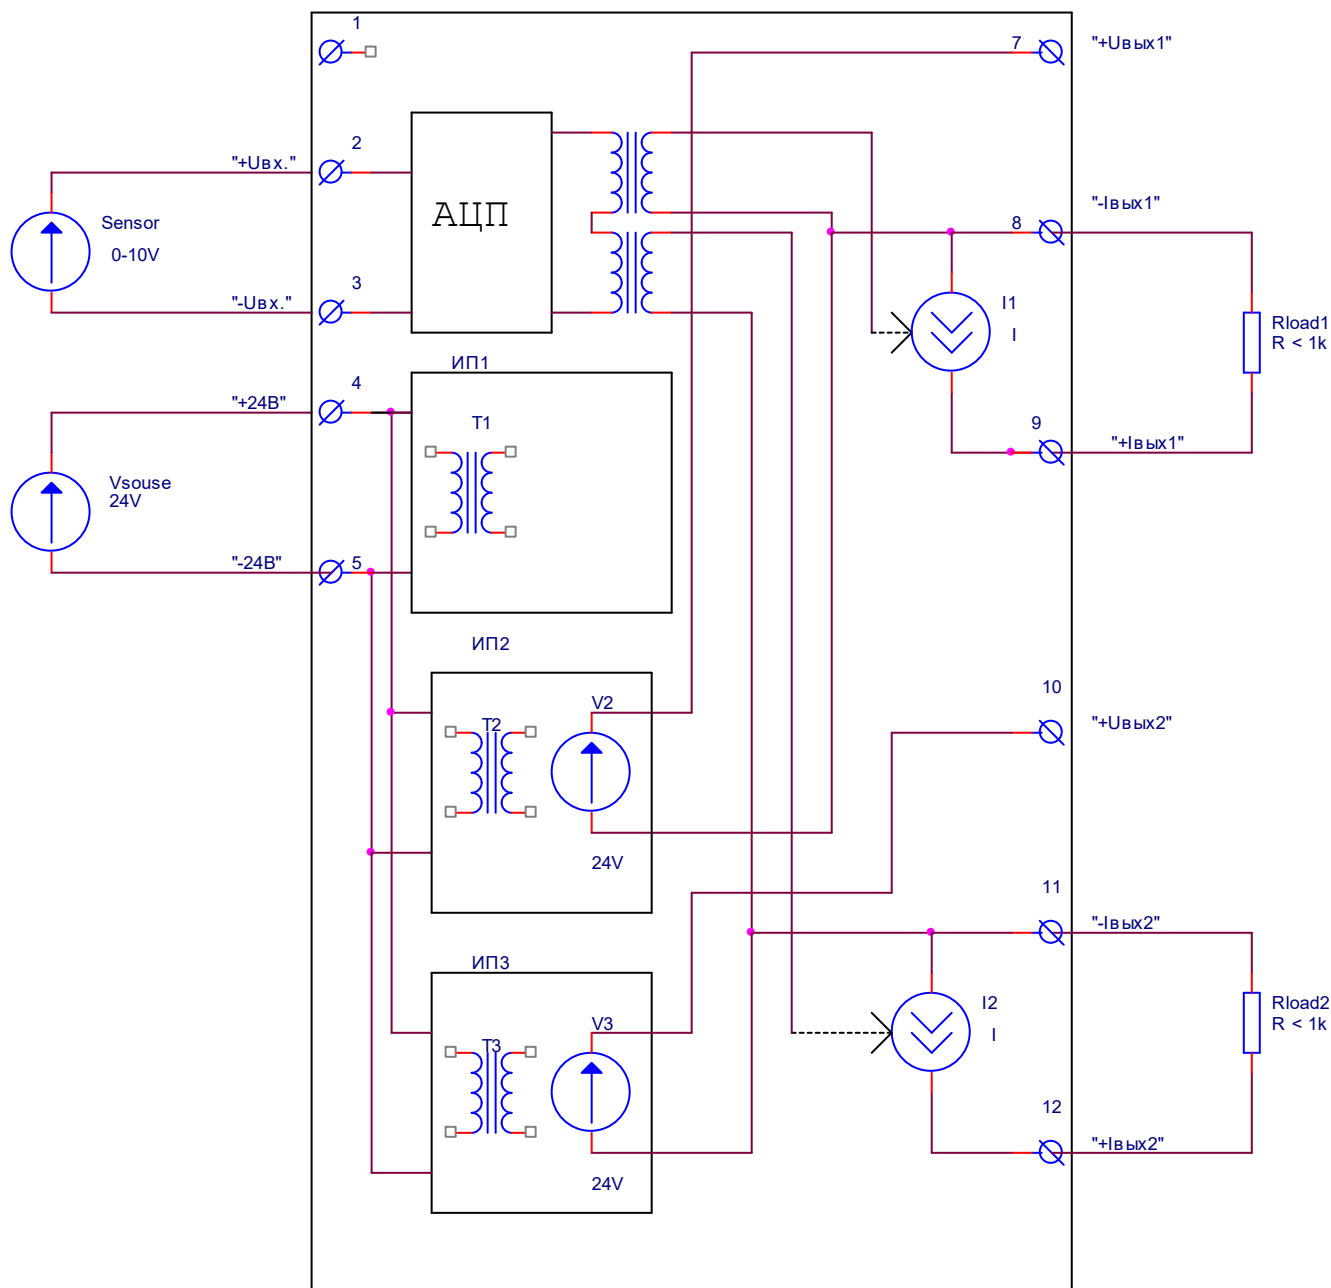 1
7
"+Uвых1"
2
"+Uвх."
АЦП
Sensor
0-10V
"-Iвых1"
8
3
"-Uвх."
I1
I
Rload1
R < 1k
ИП1
4
"+24В"
T1
9
"+Iвых1"
Vsouse
24V
"-24В"
5
ИП2
10
V2
T2
"+Uвых2"
24V
11
"-Iвых2"
ИП3
I2
I
Rload2
R < 1k
V3
T3
12
"+Iвых2"
24V